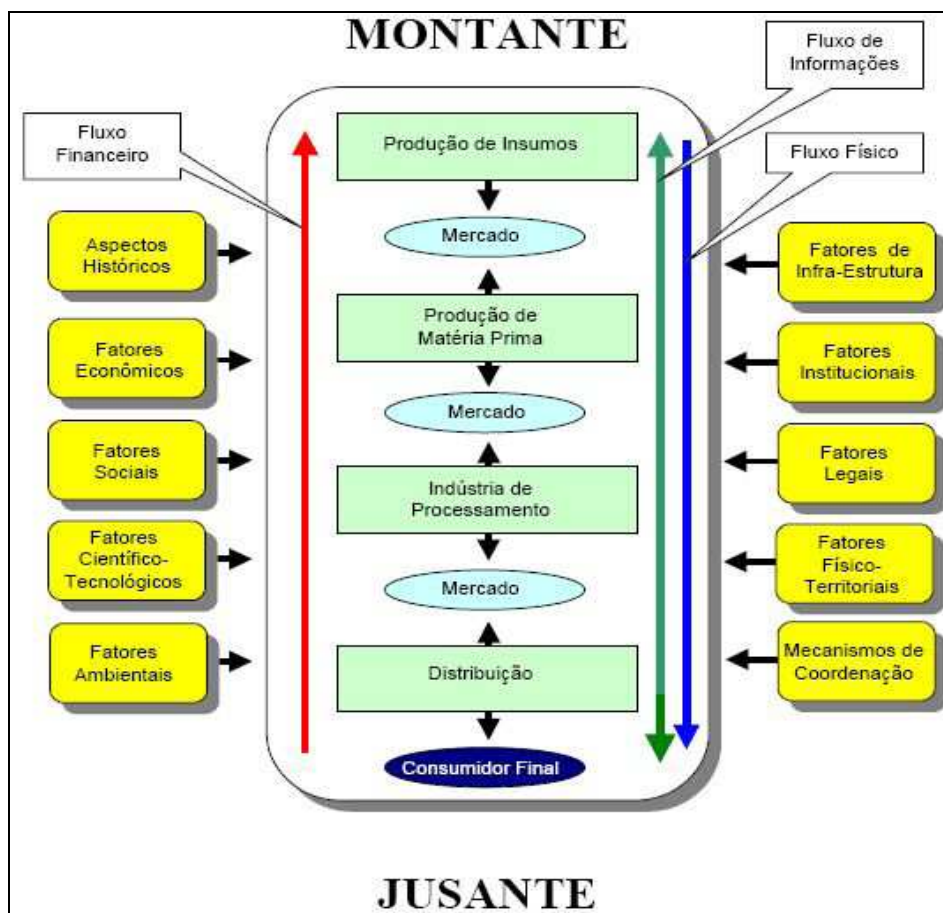 MONTANTE
Fluxo de
Informações
Fluxo
Financeiro
Produção de Insumos
Fluxo Físico
Mercado
Aspectos
Históricos
Fatores de
Infra-Estrutura
Produção de
Matéria Prima
Fatores
Econômicos
Fatores
Institucionais
Mercado
Fatores
Sociais
Fatores
Legais
Indústria de
Processamento
Fatores
Científico-
Tecnológicos
Fatores
Físico-
Territoriais
Mercado
Fatores
Ambientais
Distribuição
Mecanismos de
Coordenação
Consumidor Final
JUSANTE